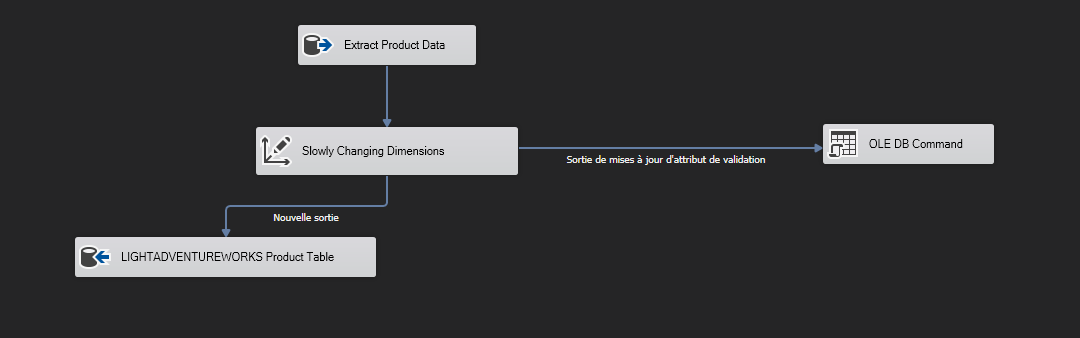 Extract Product Data
Slowly Changing Dimensions
OLE DB Command
Sortie de mises à jour d'attribut de validation
Nouvelle sortie
LIGHTADVENTUREWORKS Product Table